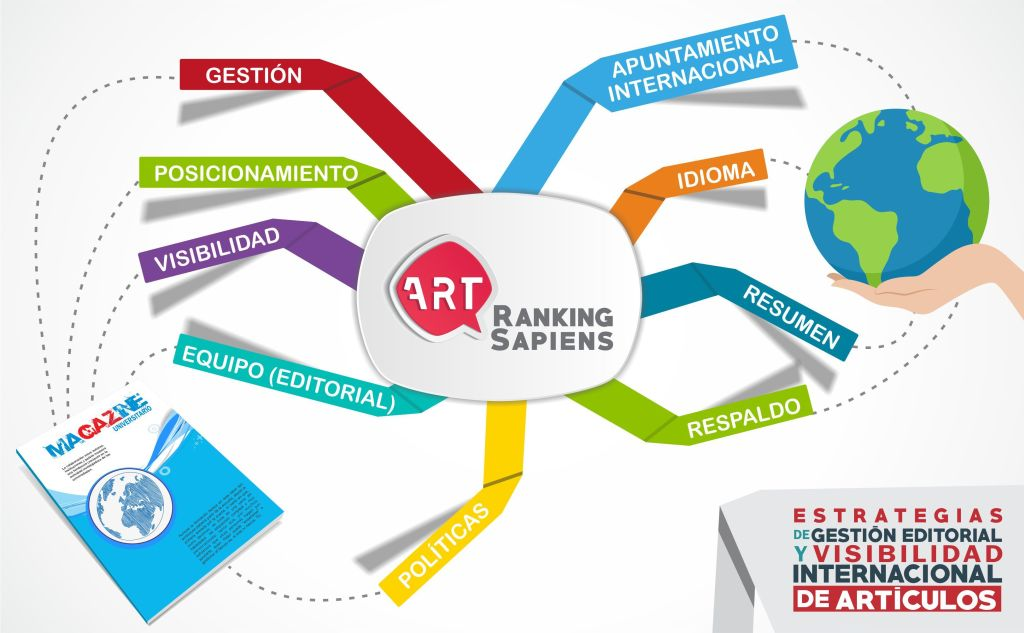 GESTIÓN
POSICIONAMIENTO
VISIBILIDAD
EQUIPO (EDITORIAL)
POLÍTICAS
APUNTAMIENTO
INTERNACIONAL
IDIOMA
RESUMEN
RESPALDO
ART
RANKING
SAPIENS
MAGAZINE
UNIVERSITARIO
ESTRATEGIAS
DE GESTIÓN EDITORIAL
Y VISIBILIDAD
INTERNACIONAL
DE ARTÍCULOS